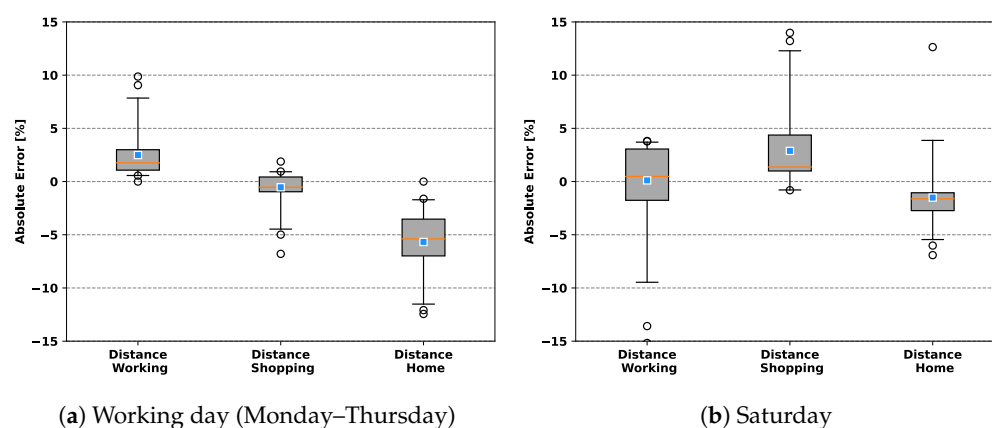 15
10
5
0
−5
−10
−15
Absolute Error [%]
Distance Working
Distance Shopping
Distance Home
(a) Working day (Monday–Thursday)
15
10
5
0
−5
−10
−15
Absolute Error [%]
Distance Working
Distance Shopping
Distance Home
(b) Saturday